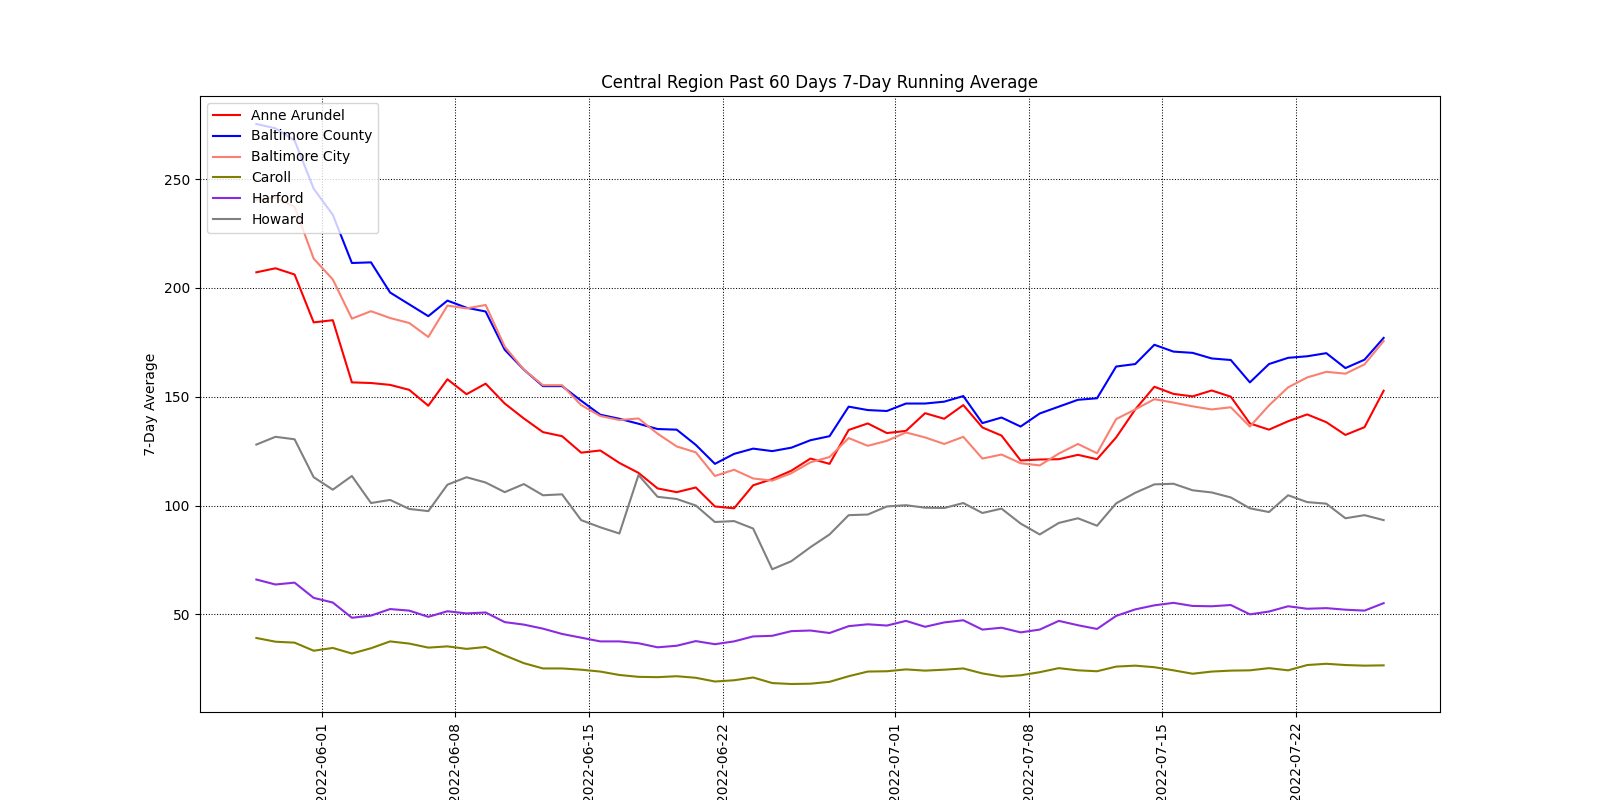 Central Region Past 60 Days 7-Day Running Average
Anne Arundel
Baltimore County
Baltimore City
Caroll
Harford
Howard
250
200
150
100
50
7-Day Average
2022-06-01
2022-06-08
2022-06-15
2022-06-22
2022-07-01
2022-07-08
2022-07-15
2022-07-22